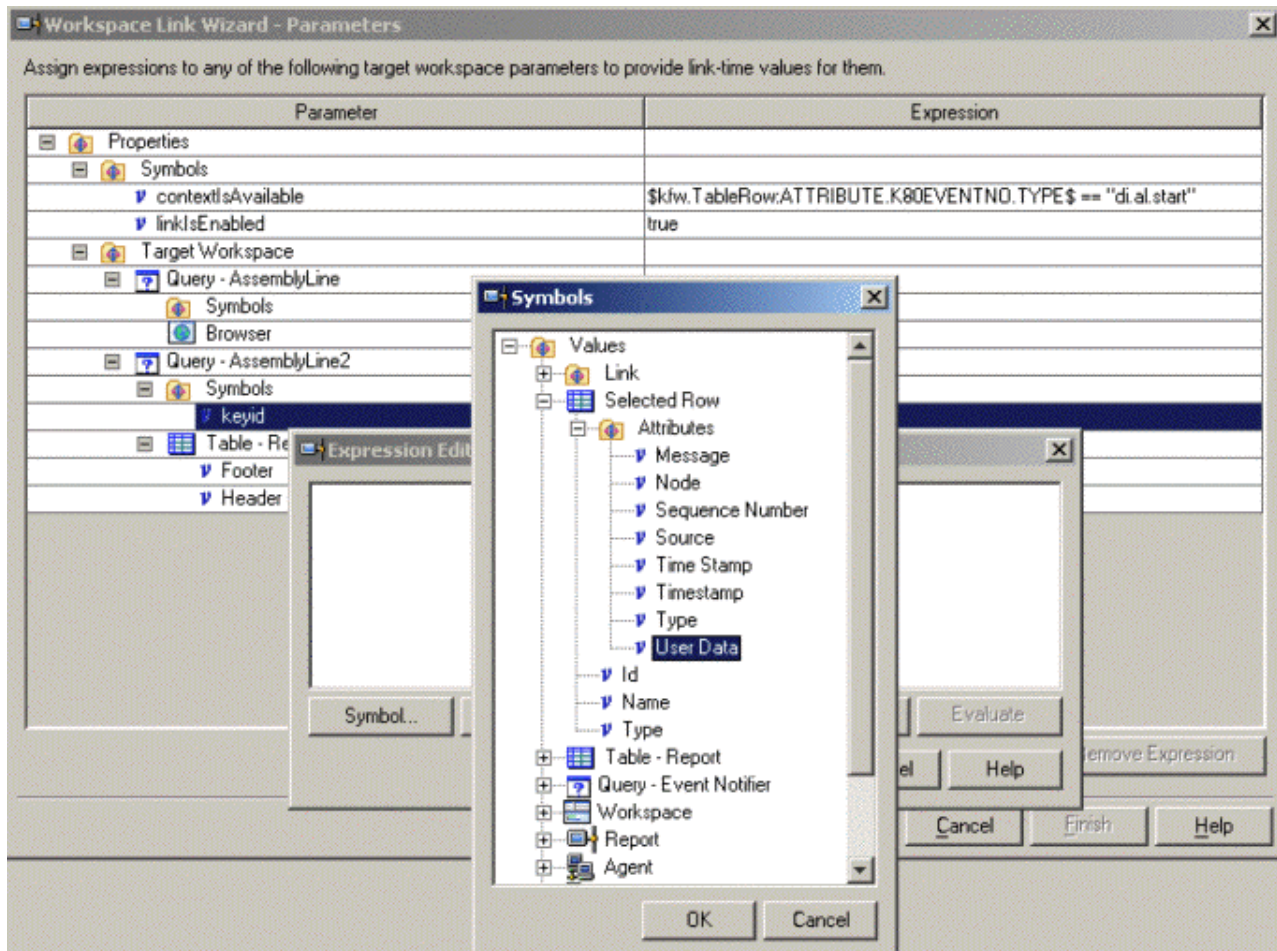 Workspace Link Wizard - Parameters
Assign expressions to any of the following target workspace parameters to provide link-time values for them.
Parameter Expression
Properties
Symbols
contextIsAvailable $kfw.TableRow:ATTRIBUTE.K80EVENTNO.TYPE$ == "di.al.start"
linkIsEnabled true
Target Workspace
Query - AssemblyLine
Symbols
Browser
Query - AssemblyLine2
Symbols
keyid
Table - Re
Footer
Header
Expression Edit
Symbol...
Evaluate
el Help
emove Expression
Cancel Finish Help
Symbols
Values
Link
Selected Row
Attributes
Message
Node
Sequence Number
Source
Time Stamp
Timestamp
Type
User Data
Id
Name
Type
Table - Report
Query - Event Notifier
Workspace
Report
Agent
OK Cancel